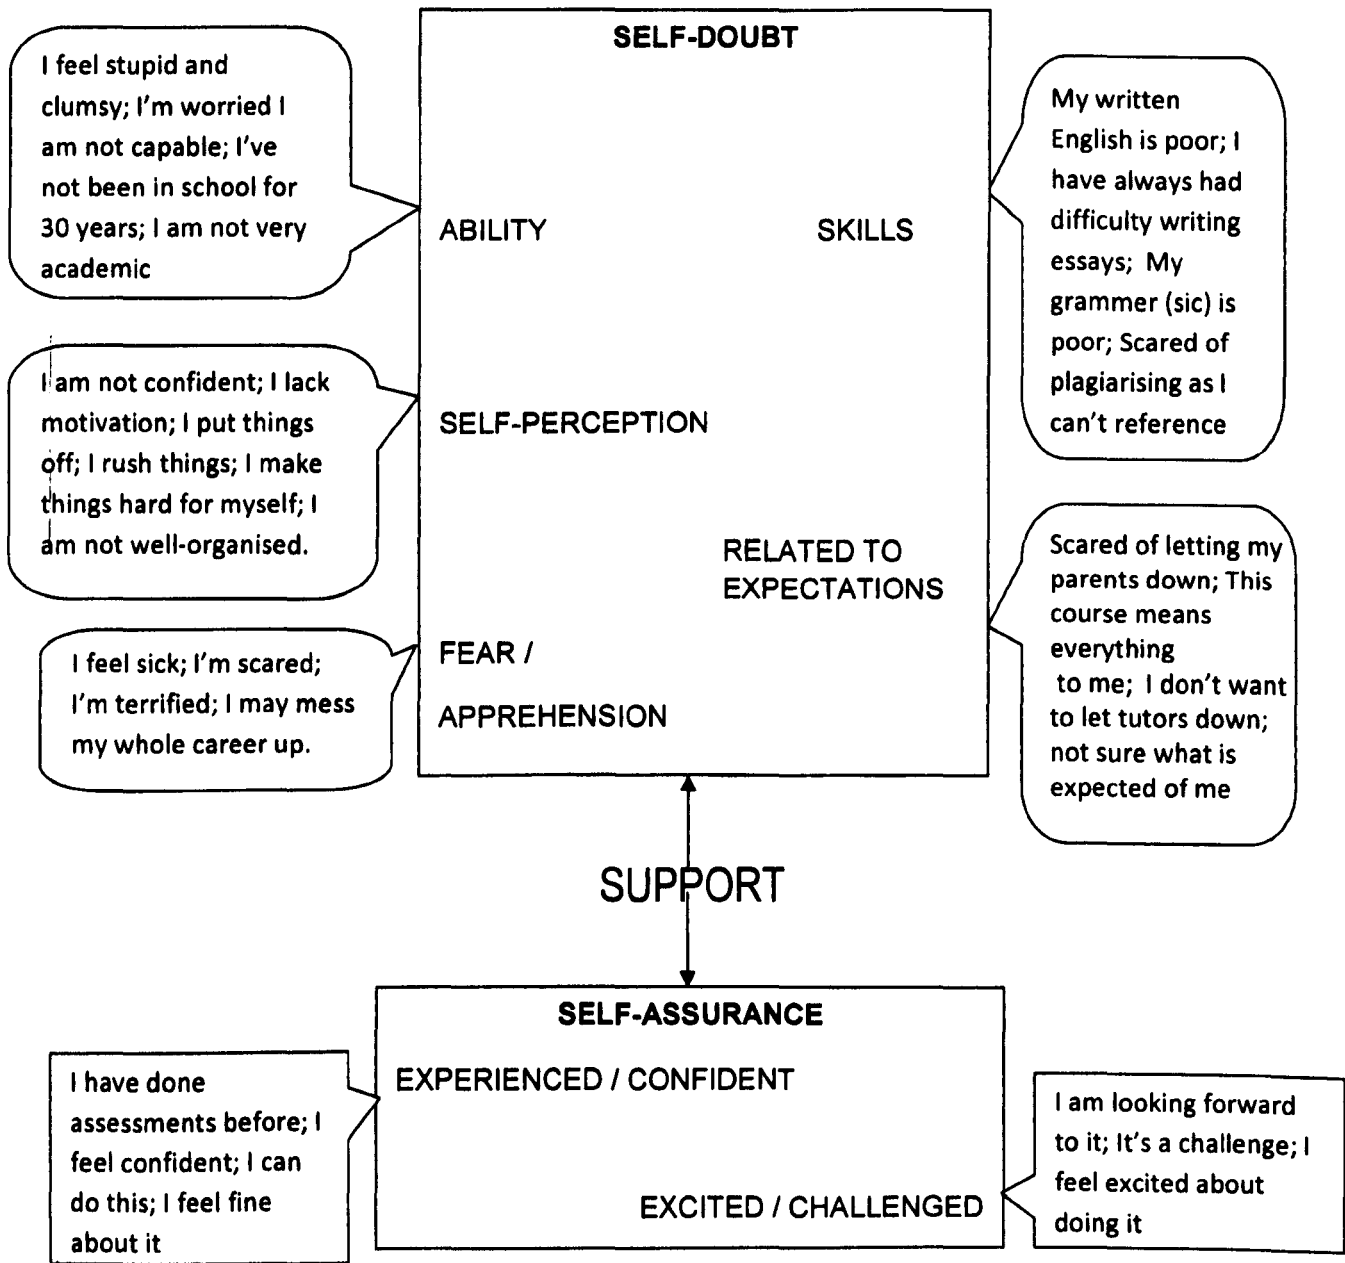 SELF-DOUBT
I feel stupid and
clumsy; I'm worried I
am not capable; I've
not been in school for
30 years; I am not very
academic
ABILITY
SKILLS
My written
English is poor; I
have always had
difficulty writing
essays; My
grammer (sic) is
poor; Scared of
plagiarising as I
can't reference
I am not confident; I lack
motivation; I put things
off; I rush things; I make
things hard for myself; I
am not well-organised.
SELF-PERCEPTION
RELATED TO
EXPECTATIONS
Scared of letting my
parents down; This
course means
everything
to me; I don't want
to let tutors down;
not sure what is
expected of me
I feel sick; I'm scared;
I'm terrified; I may mess
my whole career up.
FEAR /
APPREHENSION
SUPPORT
SELF-ASSURANCE
I have done
assessments before; I
feel confident; I can
do this; I feel fine
about it
EXPERIENCED / CONFIDENT
EXCITED / CHALLENGED
I am looking forward
to it; It's a challenge; I
feel excited about
doing it